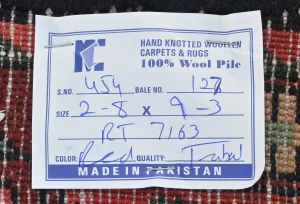 HAND KNOTTED WOOLLEN
CARPETS & RUGS
100% Wool Pile
S.NO. 454 BALE NO. 127
SIZE 2-8 x 9-3
RT 7163
COLOR: Red QUALITY: Tribal
MADE IN PAKISTAN